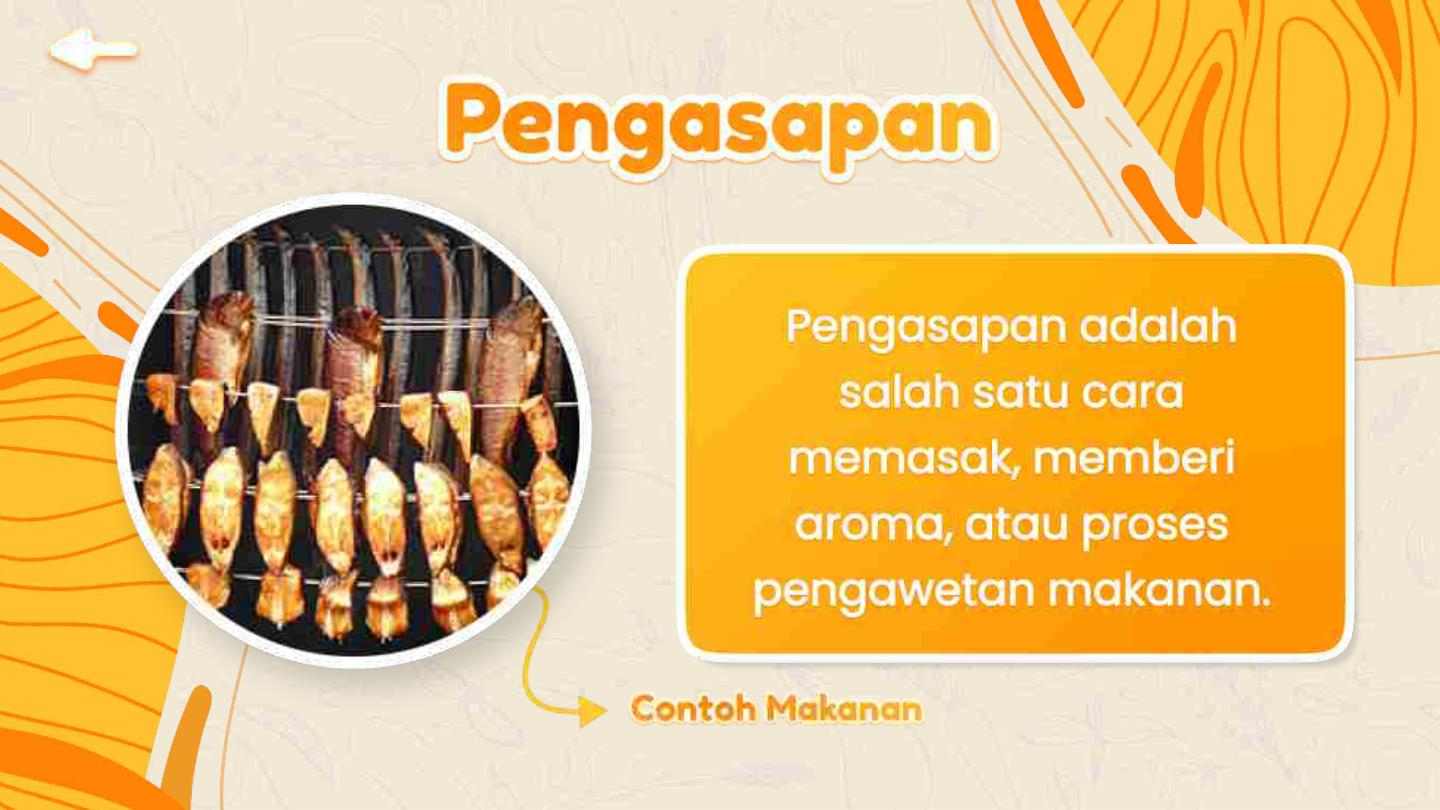 Pengasapan
Pengasapan adalah
salah satu cara
memasak, memberi
aroma, atau proses
pengawetan makanan.
Contoh Makanan